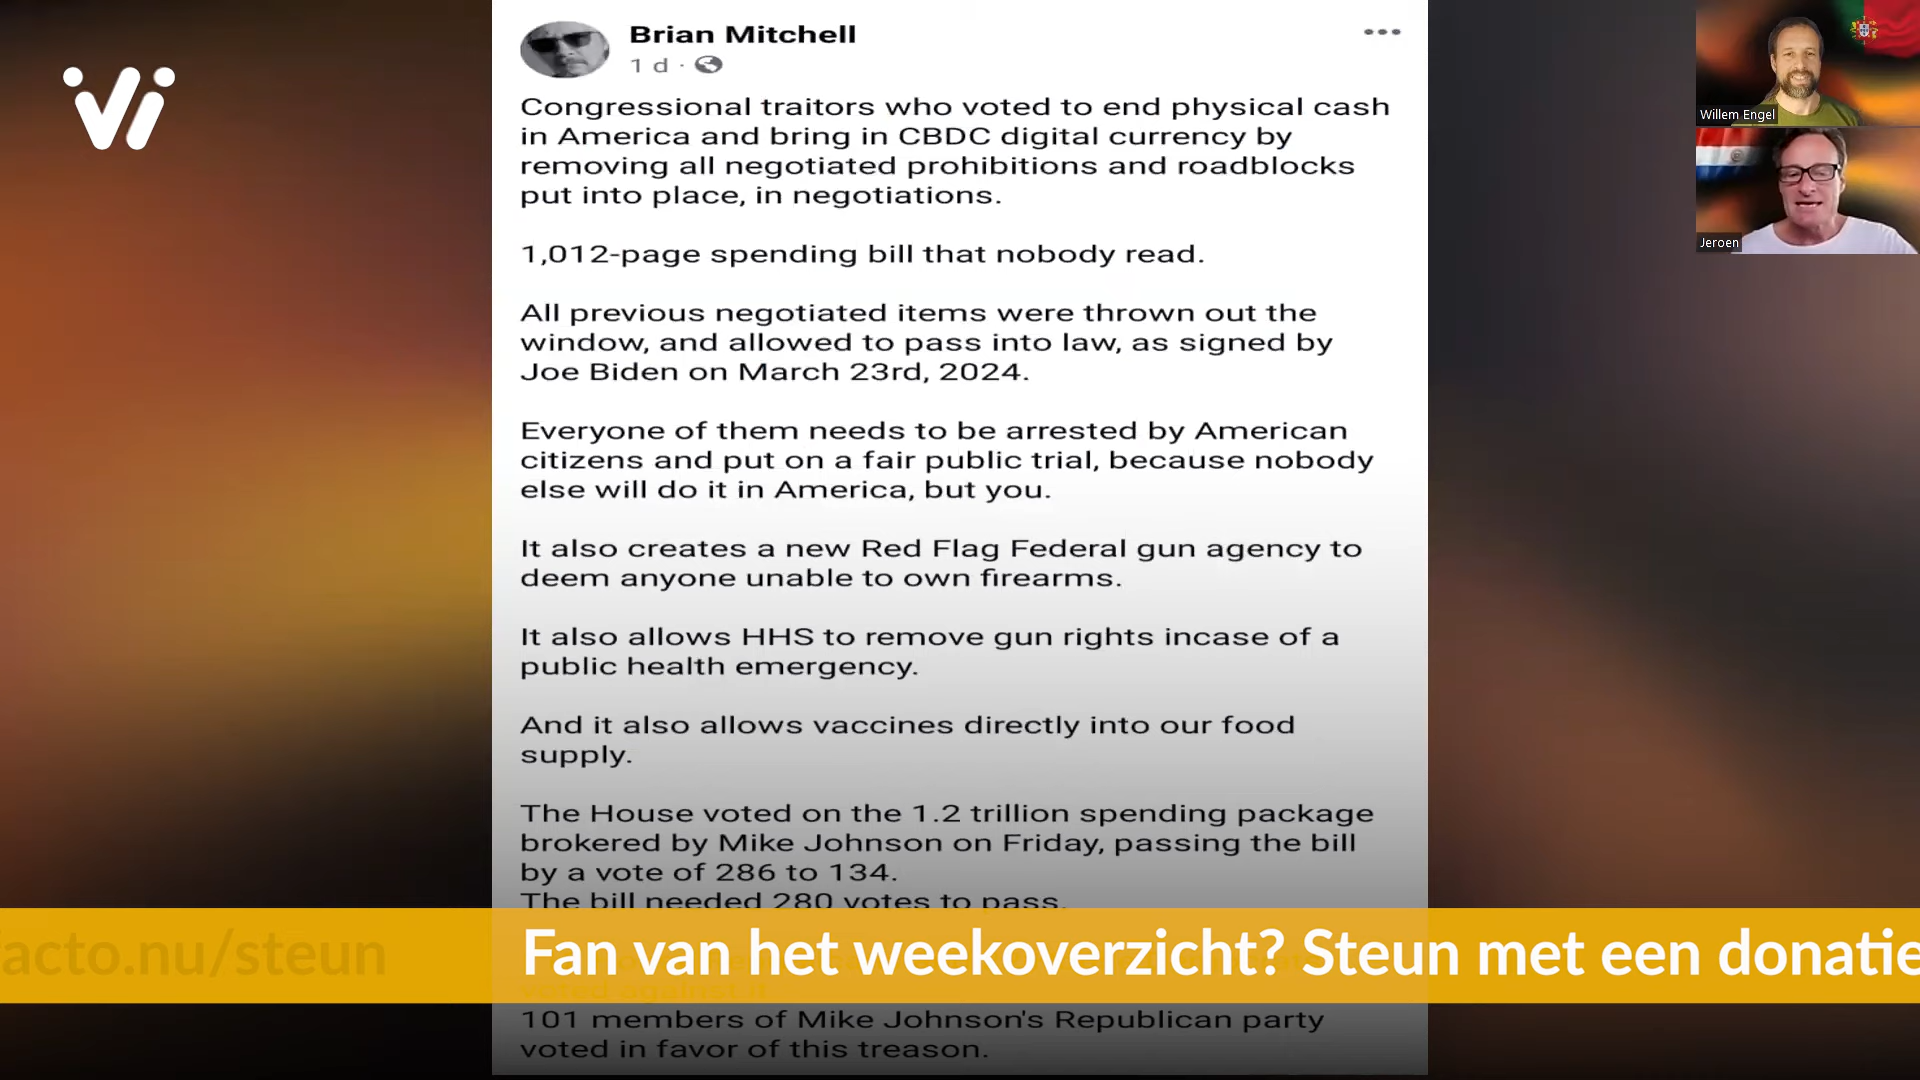 Brian Mitchell
1 d
Congressional traitors who voted to end physical cash
in America and bring in CBDC digital currency by
removing all negotiated prohibitions and roadblocks
put into place, in negotiations.
1,012-page spending bill that nobody read.
All previous negotiated items were thrown out the
window, and allowed to pass into law, as signed by
Joe Biden on March 23rd, 2024.
Everyone of them needs to be arrested by American
citizens and put on a fair public trial, because nobody
else will do it in America, but you.
It also creates a new Red Flag Federal gun agency to
deem anyone unable to own firearms.
It also allows HHS to remove gun rights incase of a
public health emergency.
And it also allows vaccines directly into our food
supply.
The House voted on the 1.2 trillion spending package
brokered by Mike Johnson on Friday, passing the bill
by a vote of 286 to 134.
The bill needed 280 votes to pass.
voted against it
101 members of Mike Johnson's Republican party
voted in favor of this treason.
Willem Engel
Jeroen
acto.nu/steun
Fan van het weekoverzicht? Steun met een donatie